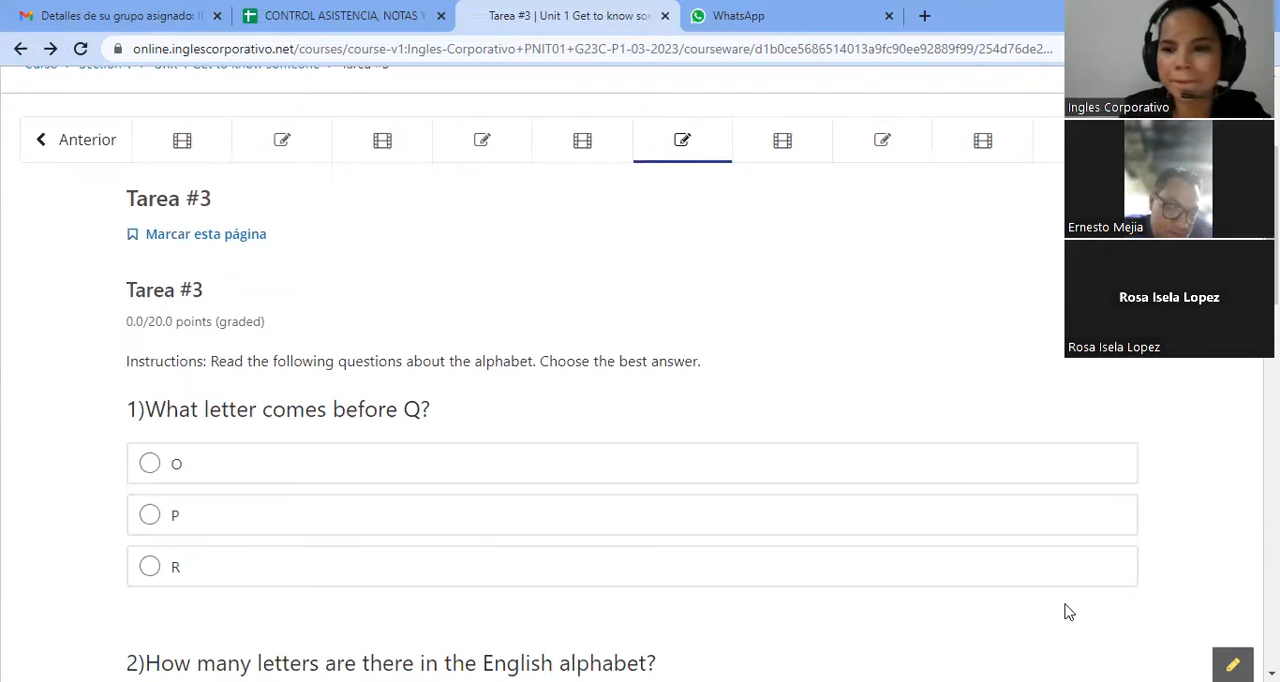 Detalles de su grupo asignado: I
CONTROL ASISTENCIA, NOTAS Y
Tarea #3 | Unit 1 Get to know so
WhatsApp
online.inglescorporativo.net/courses/course-v1:Ingles-Corporativo+PNIT01+G23C-P1-03-2023/courseware/d1b0ce5686514013a9fc90ee92889f99/254d76de2...
Anterior
Tarea #3
Marcar esta página
Tarea #3
0.0/20.0 points (graded)
Instructions: Read the following questions about the alphabet. Choose the best answer.
1)What letter comes before Q?
O
P
R
2)How many letters are there in the English alphabet?
Ingles Corporativo
Ernesto Mejia
Rosa Isela Lopez
Rosa Isela Lopez